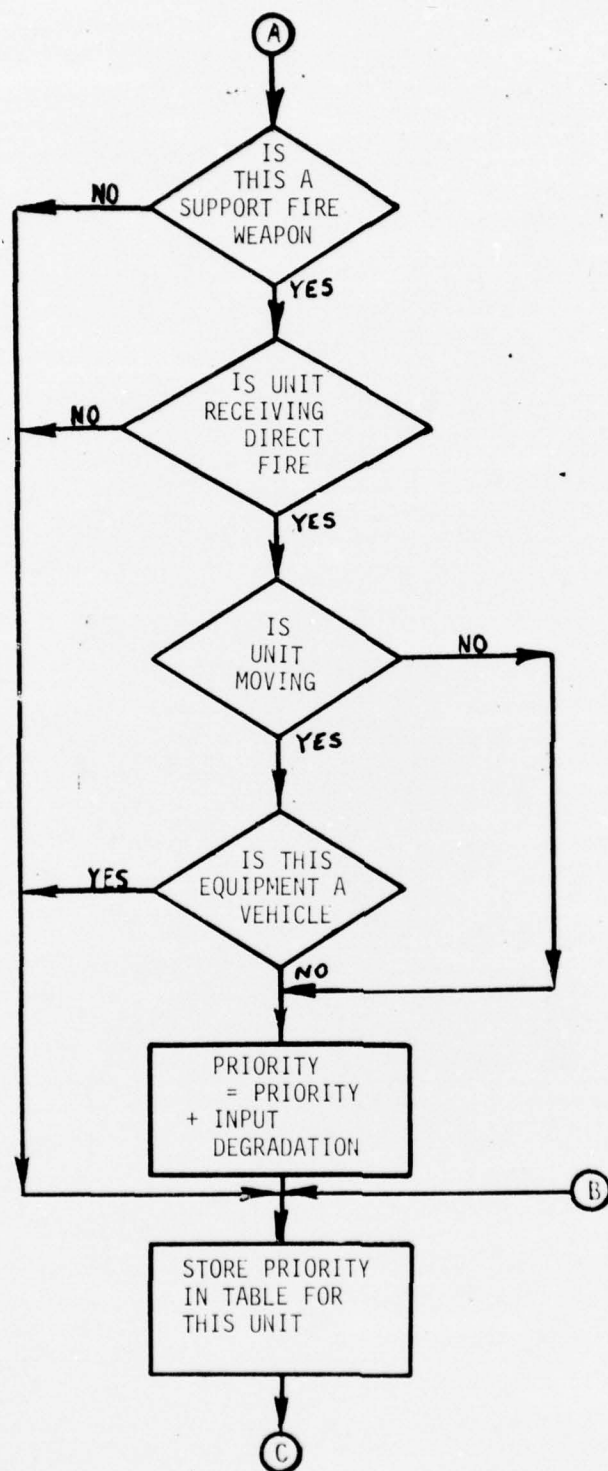 A
IS
THIS A
SUPPORT FIRE
WEAPON
NO
YES
IS UNIT
RECEIVING
DIRECT
FIRE
NO
YES
IS
UNIT
MOVING
NO
YES
IS THIS
EQUIPMENT A
VEHICLE
YES
NO
PRIORITY
= PRIORITY
+ INPUT
DEGRADATION
B
STORE PRIORITY
IN TABLE FOR
THIS UNIT
C